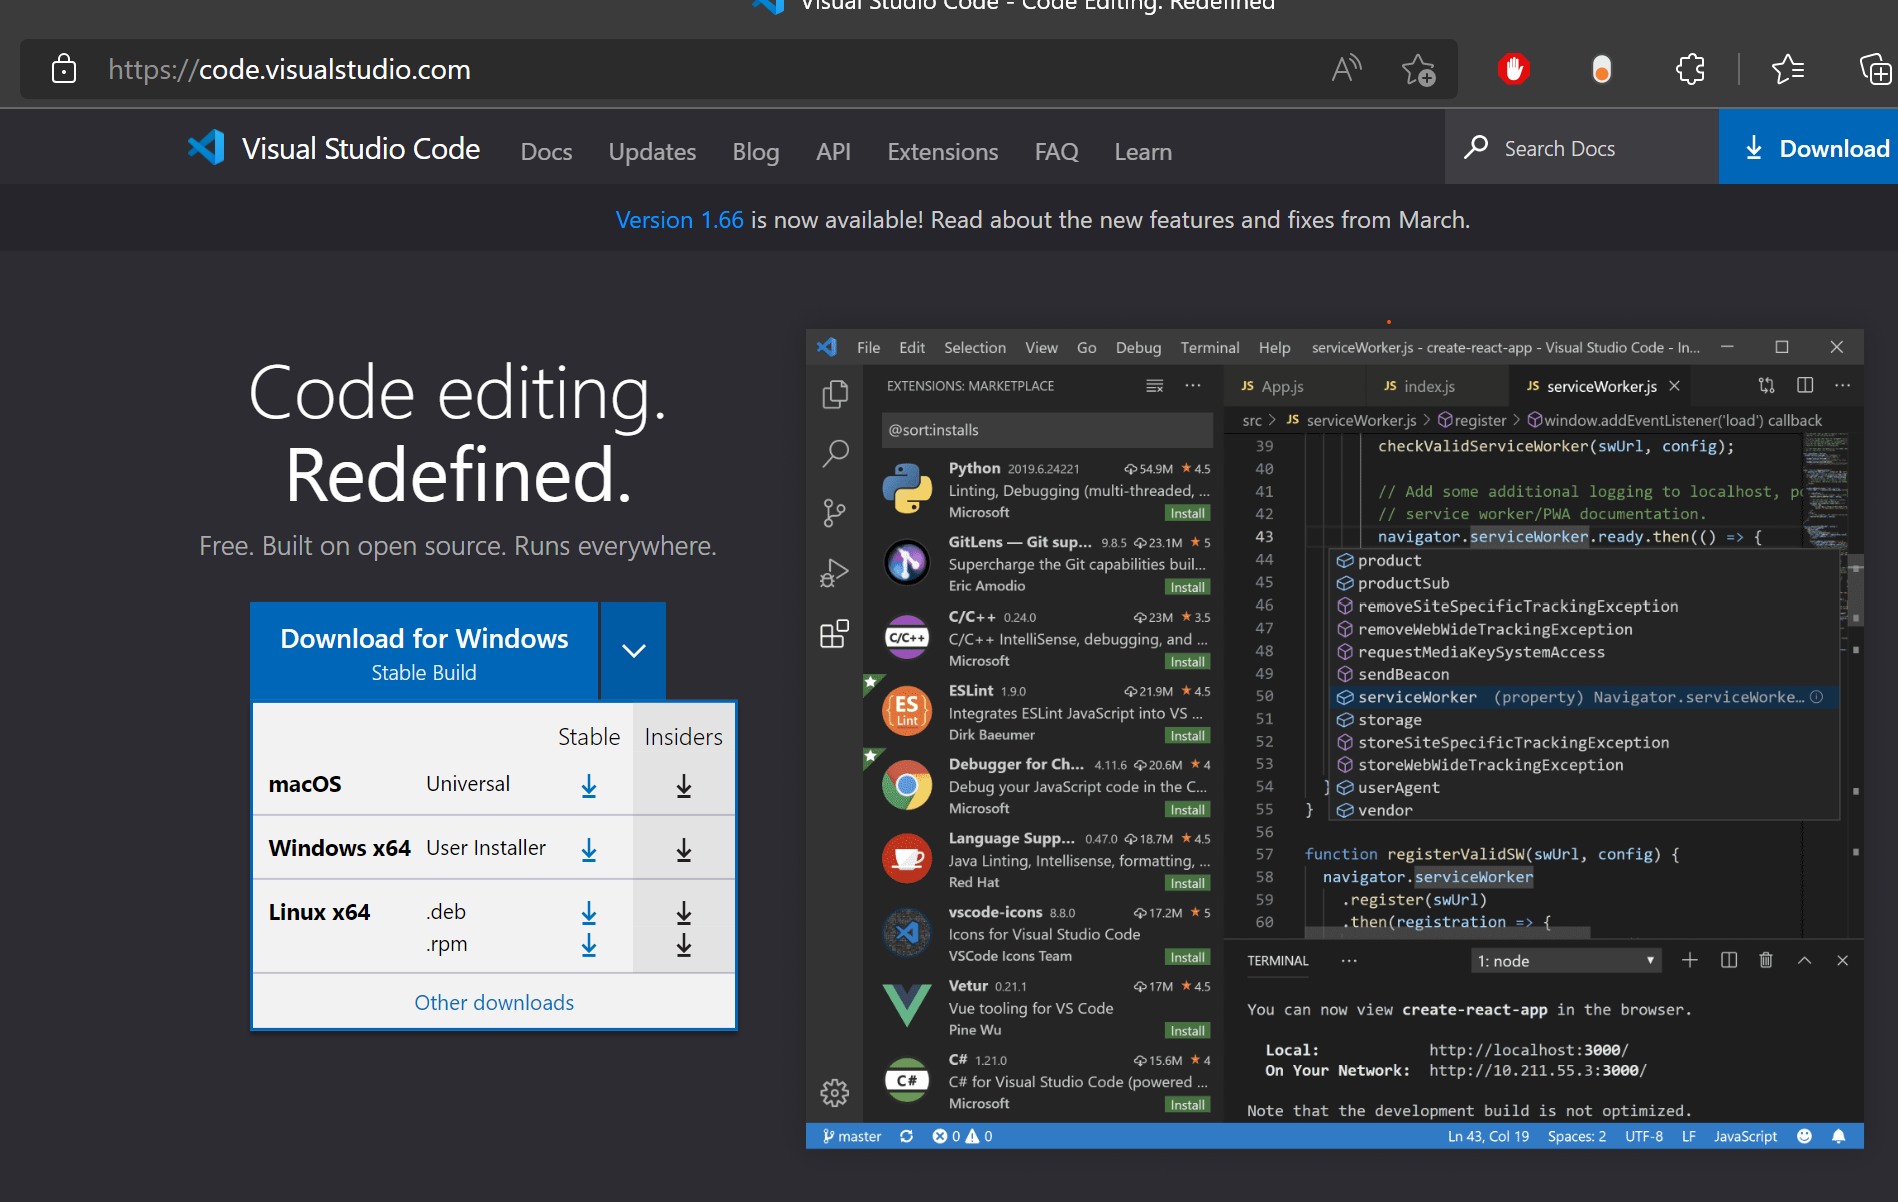 Visual Studio Code - Code Editing. Redefined
https://code.visualstudio.com
Visual Studio Code Docs Updates Blog API Extensions FAQ Learn Search Docs Download
Version 1.66 is now available! Read about the new features and fixes from March.
Code editing.
Redefined.
Free. Built on open source. Runs everywhere.
Download for Windows
Stable Build
Stable Insiders
macOS Universal
Windows x64 User Installer
Linux x64 .deb
.rpm
Other downloads
File Edit Selection View Go Debug Terminal Help serviceWorker.js - create-react-app - Visual Studio Code - In...
EXTENSIONS: MARKETPLACE
@sort:installs
Python 2019.6.24221 54.9M ★ 4.5
Linting, Debugging (multi-threaded, ...
Microsoft Install
GitLens — Git sup... 9.8.5 23.1M ★ 5
Supercharge the Git capabilities buil...
Eric Amodio Install
C/C++
C/C++ 0.24.0 23M ★ 3.5
C/C++ IntelliSense, debugging, and ...
Microsoft Install
ES
Lint
ESLint 1.9.0 21.9M ★ 4.5
Integrates ESLint JavaScript into VS ...
Dirk Baeumer Install
Debugger for Ch... 4.11.6 20.6M ★ 4
Debug your JavaScript code in the C...
Microsoft Install
Language Supp... 0.47.0 18.7M ★ 4.5
Java Linting, Intellisense, formatting, ...
Red Hat Install
vscode-icons 8.8.0 17.2M ★ 5
Icons for Visual Studio Code
VSCode Icons Team Install
Vetur 0.21.1 17M ★ 4.5
Vue tooling for VS Code
Pine Wu Install
C#
C# 1.21.0 15.6M ★ 4
C# for Visual Studio Code (powered ...
Microsoft Install
JS App.js JS index.js JS serviceWorker.js
src > JS serviceWorker.js > register > window.addEventListener('load') callback
39 checkValidServiceWorker(swUrl, config);
40
41 // Add some additional logging to localhost, po
42 // service worker/PWA documentation.
43 navigator.serviceWorker.ready.then(() => {
44 product
45 productSub
46 removeSiteSpecificTrackingException
47 removeWebWideTrackingException
48 requestMediaKeySystemAccess
49 sendBeacon
50 serviceWorker (property) Navigator.serviceWorke...
51 storage
52 storeSiteSpecificTrackingException
53 storeWebWideTrackingException
54 } userAgent
55 } vendor
56
57 function registerValidSW(swUrl, config) {
58 navigator.serviceWorker
59 .register(swUrl)
60 .then(registration => {
TERMINAL ... 1: node
You can now view create-react-app in the browser.
Local: http://localhost:3000/
On Your Network: http://10.211.55.3:3000/
Note that the development build is not optimized.
master 0 0 Ln 43, Col 19 Spaces: 2 UTF-8 LF JavaScript